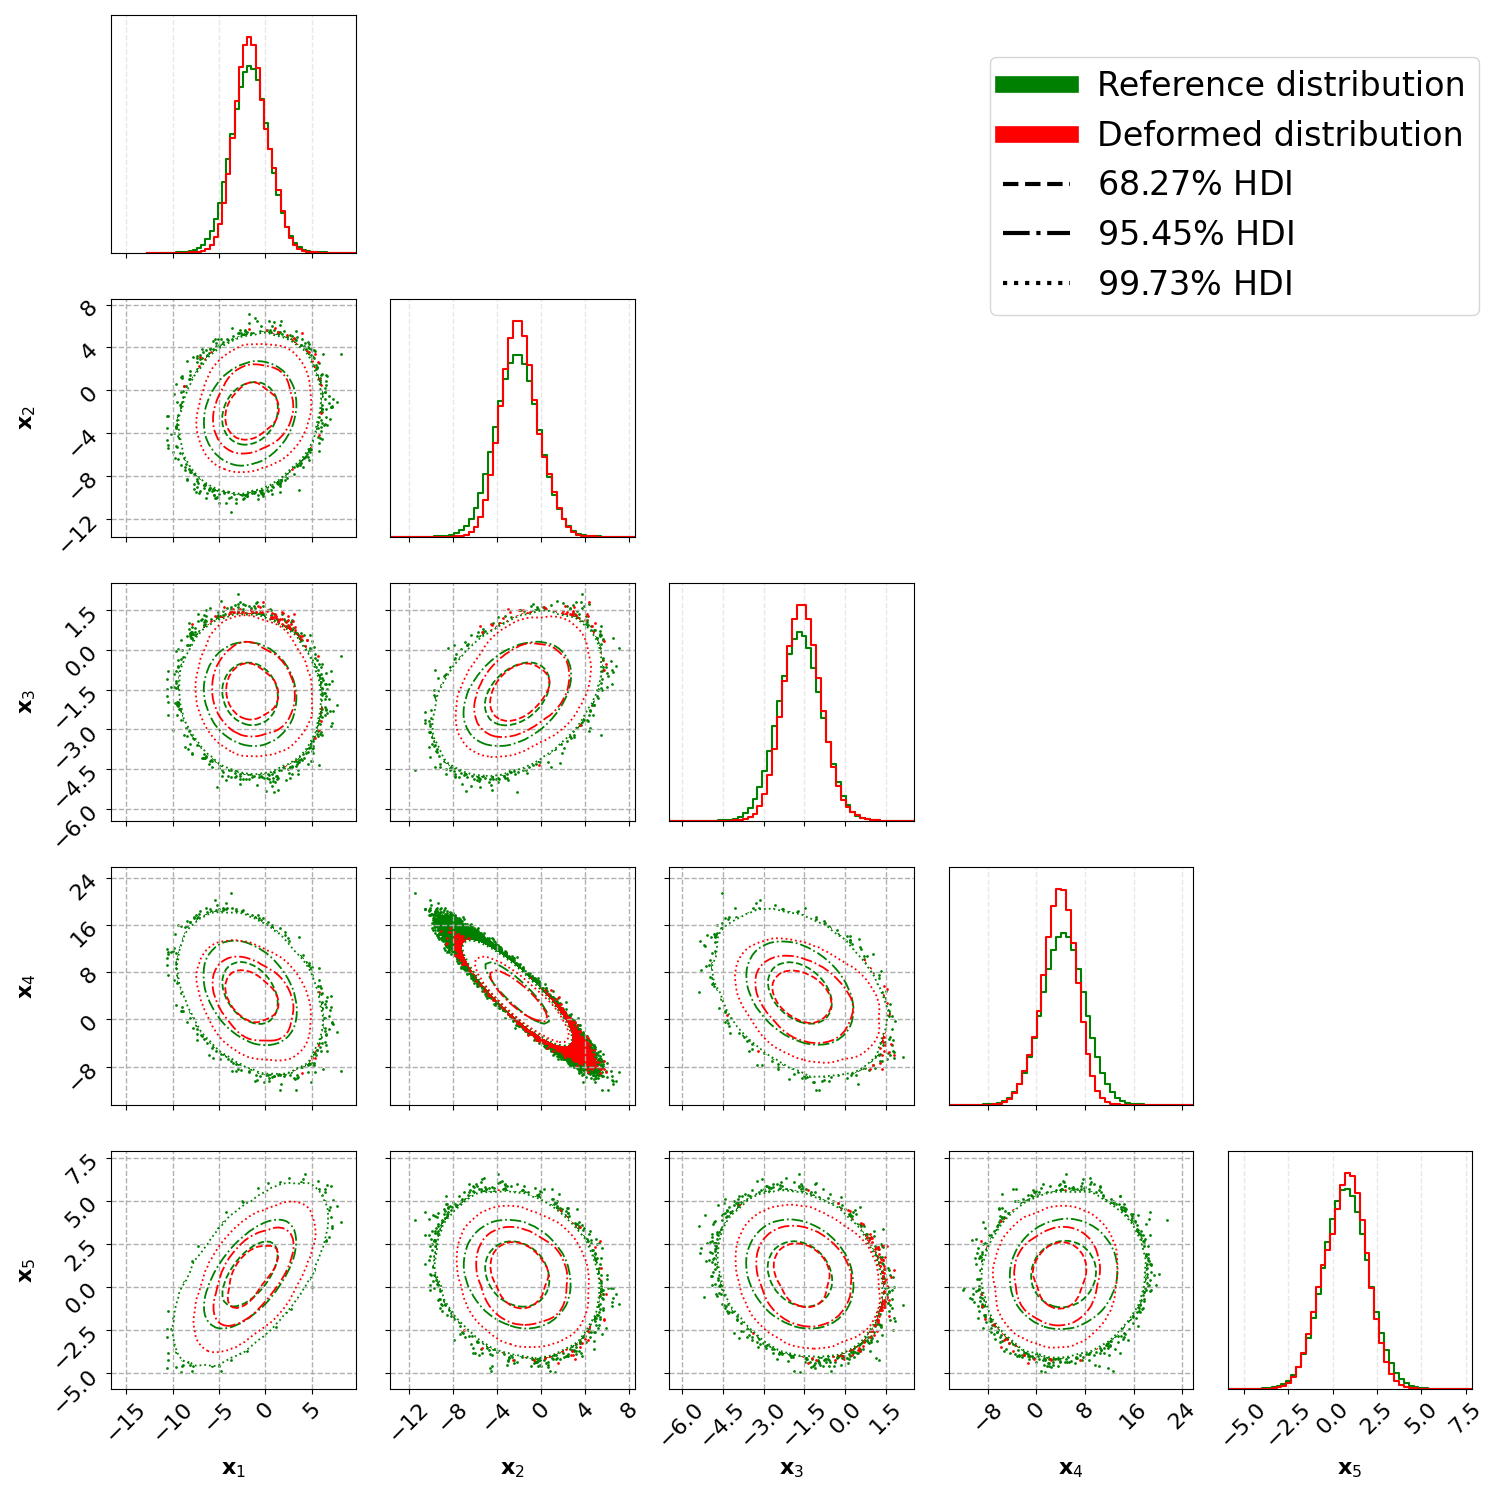 Reference distribution
Deformed distribution
68.27% HDI
95.45% HDI
99.73% HDI
8
4
0
−4
−8
−12
x₂
1.5
0.0
−1.5
−3.0
−4.5
−6.0
x₃
24
16
8
0
−8
x₄
7.5
5.0
2.5
0.0
−2.5
−5.0
x₅
−15 −10 −5 0 5
−12 −8 −4 0 4 8
−6.0 −4.5 −3.0 −1.5 0.0 1.5
−8 0 8 16 24
−5.0 −2.5 0.0 2.5 5.0 7.5
x₁ x₂ x₃ x₄ x₅